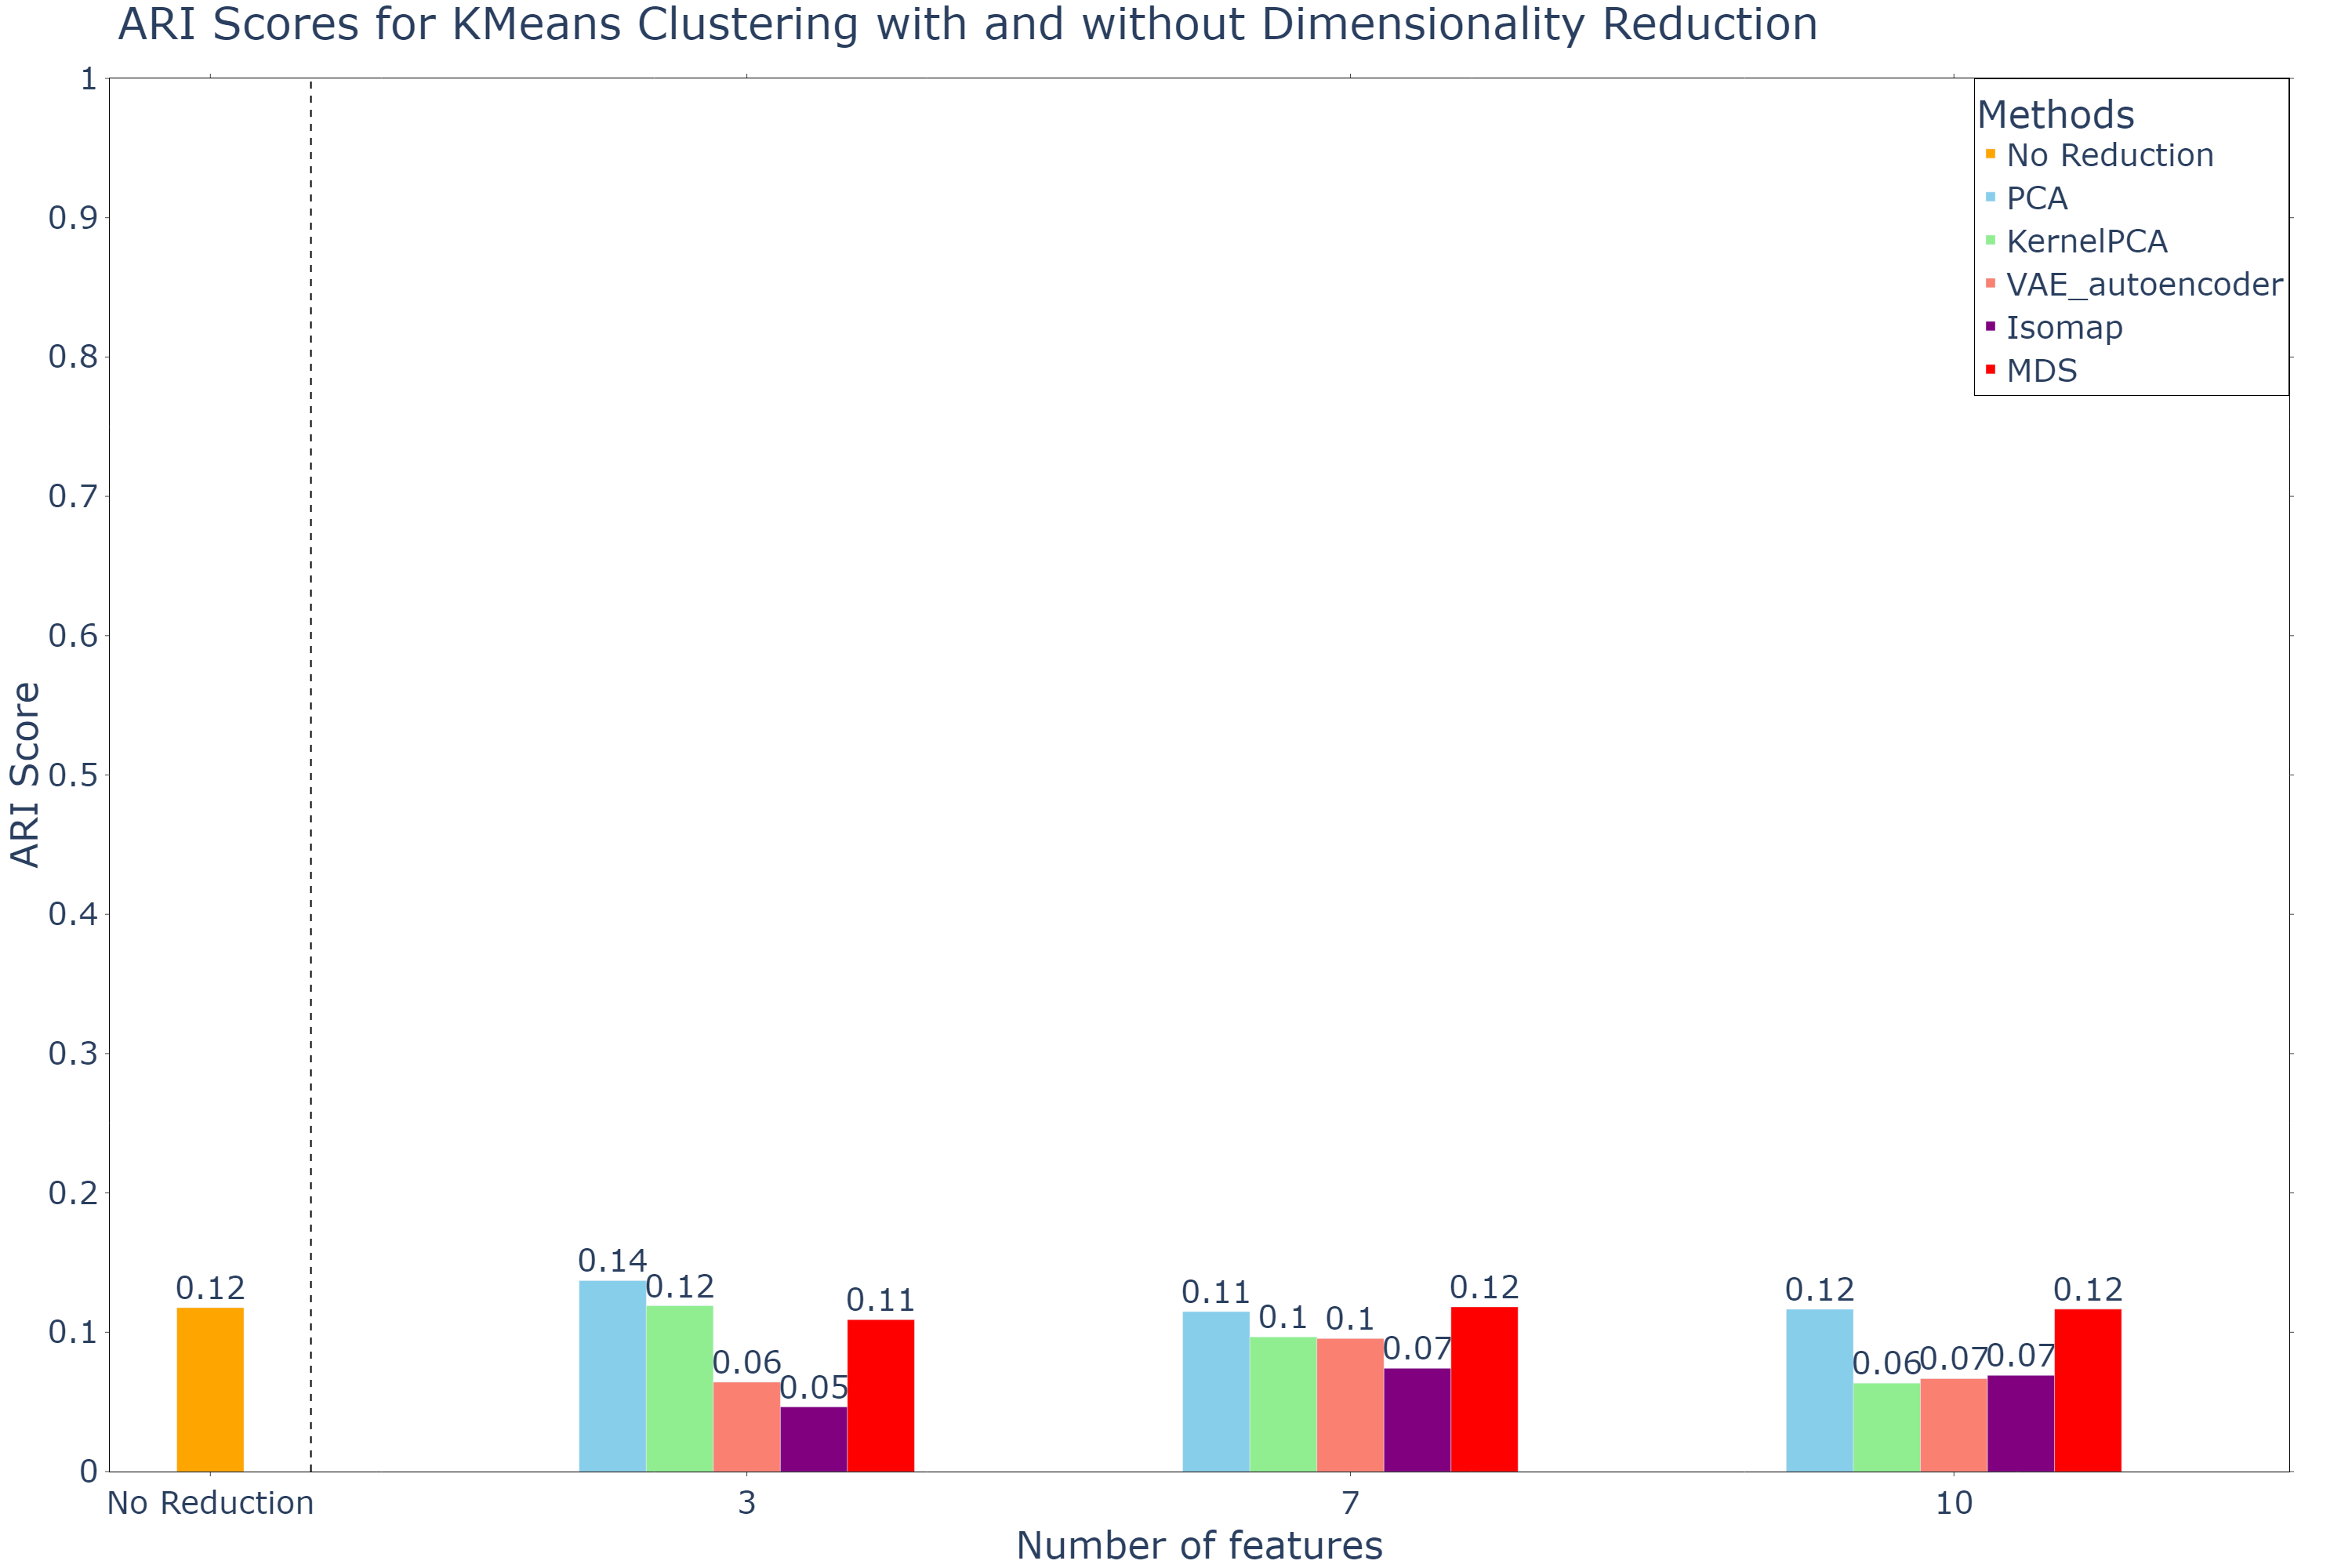 ARI Scores for KMeans Clustering with and without Dimensionality Reduction
1
0.9
0.8
0.7
0.6
0.5
0.4
0.3
0.2
0.1
0
ARI Score
Methods
No Reduction
PCA
KernelPCA
VAE_autoencoder
Isomap
MDS
0.12
0.14
0.12
0.06
0.05
0.11
0.11
0.1
0.1
0.07
0.12
0.12
0.06
0.07
0.07
0.12
No Reduction
3
7
10
Number of features